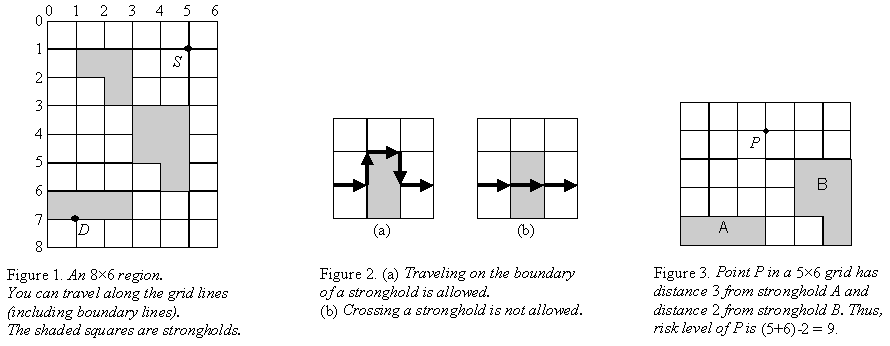 0 1 2 3 4 5 6
0
1
2
3
4
5
6
7
8
S
D
(a)
(b)
P
A
B
Figure 1. An 8×6 region.
You can travel along the grid lines
(including boundary lines).
The shaded squares are strongholds.
Figure 2. (a) Traveling on the boundary
of a stronghold is allowed.
(b) Crossing a stronghold is not allowed.
Figure 3. Point P in a 5×6 grid has
distance 3 from stronghold A and
distance 2 from stronghold B. Thus,
risk level of P is (5+6)-2 = 9.